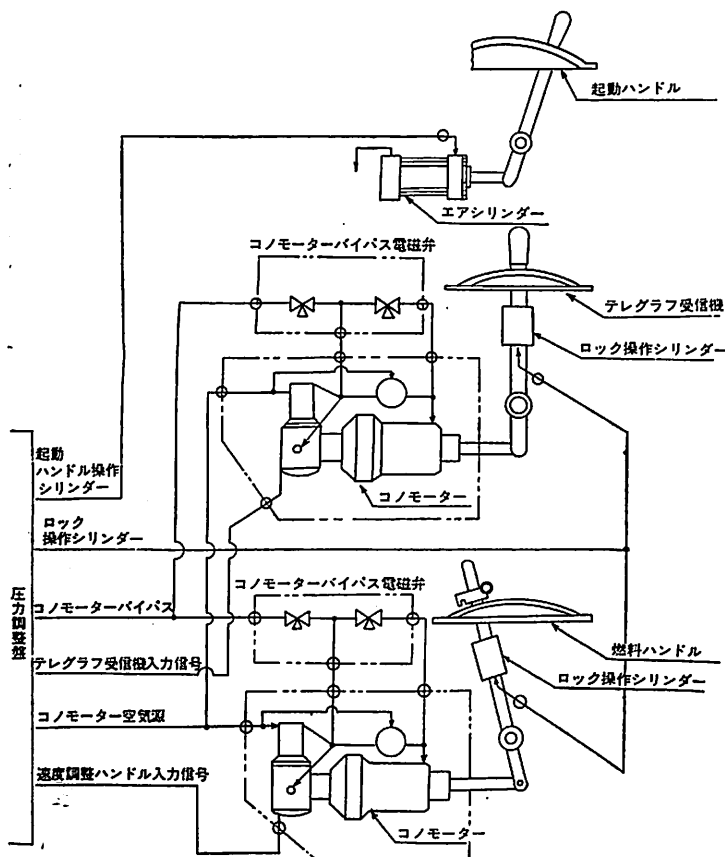 起動ハンドル
エアシリンダー
コノモーターバイパス電磁弁
テレグラフ受信機
ロック操作シリンダー
コノモーター
起動
ハンドル操作
シリンダー
ロック
操作シリンダー
圧力調整盤
コノモーターバイパス
コノモーターバイパス電磁弁
テレグラフ受信機入力信号
燃料ハンドル
ロック操作シリンダー
コノモーター空気源
速度調整ハンドル入力信号
コノモーター